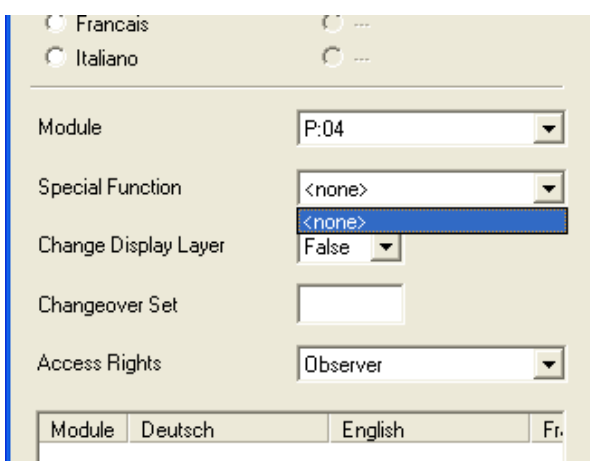 Francais ---
Italiano ---
Module P:04
Special Function <none>
<none>
Change Display Layer False
Changeover Set
Access Rights Observer
Module Deutsch English Fr